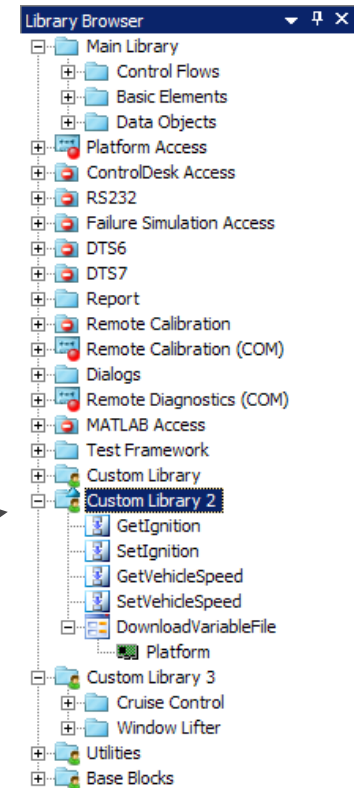 Library Browser
Main Library
Control Flows
Basic Elements
Data Objects
Platform Access
ControlDesk Access
RS232
Failure Simulation Access
DTS6
DTS7
Report
Remote Calibration
Remote Calibration (COM)
Dialogs
Remote Diagnostics (COM)
MATLAB Access
Test Framework
Custom Library
Custom Library 2
GetIgnition
SetIgnition
GetVehicleSpeed
SetVehicleSpeed
DownloadVariableFile
Platform
Custom Library 3
Cruise Control
Window Lifter
Utilities
Base Blocks